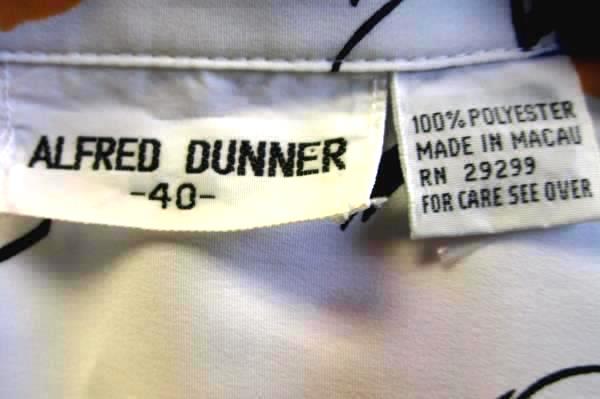 ALFRED DUNNER
-40-
100% POLYESTER
MADE IN MACAU
RN 29299
FOR CARE SEE OVER